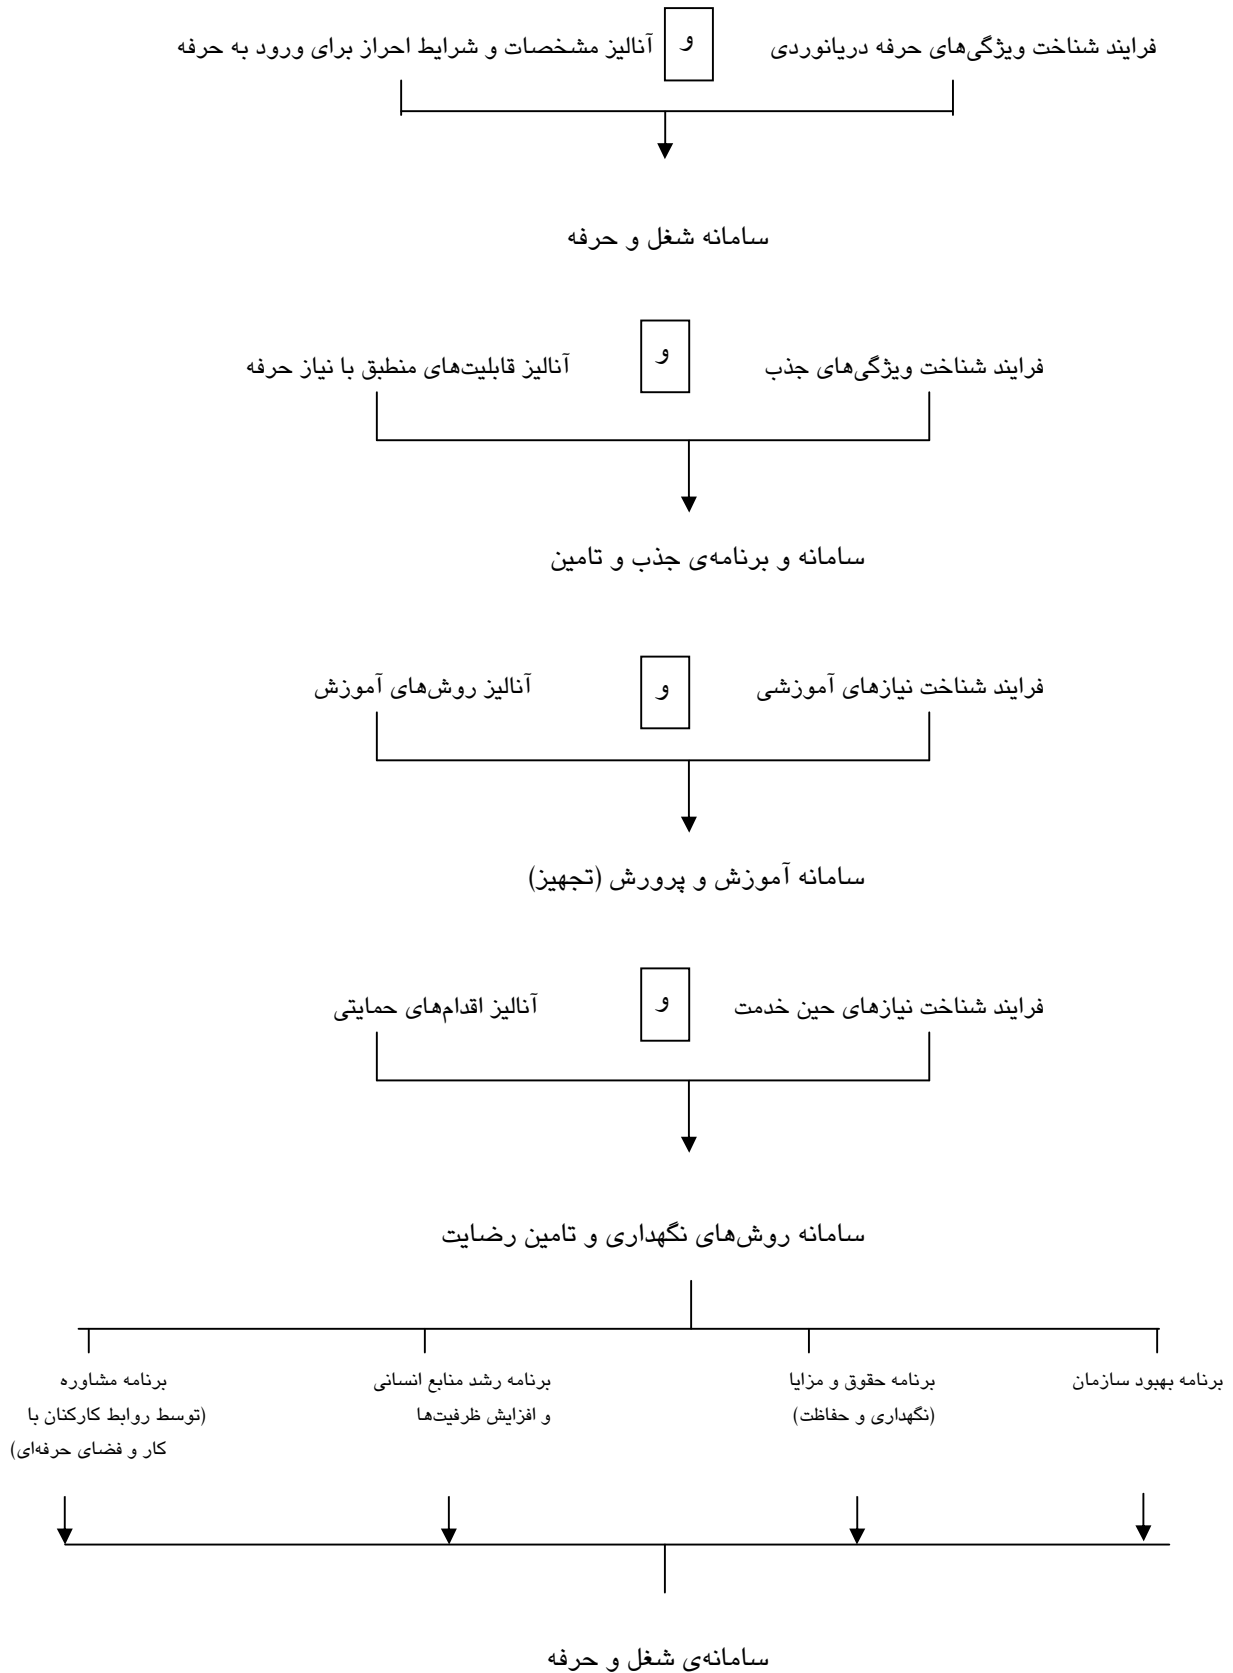 فرایند شناخت ویژگی‌های حرفه دریانوردی و آنالیز مشخصات و شرایط احراز برای ورود به حرفه
سامانه شغل و حرفه
فرایند شناخت ویژگی‌های جذب و آنالیز قابلیت‌های منطبق با نیاز حرفه
سامانه و برنامه‌ی جذب و تامین
فرایند شناخت نیازهای آموزشی و آنالیز روش‌های آموزش
سامانه آموزش و پرورش (تجهیز)
فرایند شناخت نیازهای حین خدمت و آنالیز اقدام‌های حمایتی
سامانه روش‌های نگهداری و تامین رضایت
برنامه بهبود سازمان
برنامه حقوق و مزایا
(نگهداری و حفاظت)
برنامه رشد منابع انسانی
و افزایش ظرفیت‌ها
برنامه مشاوره
(توسط روابط کارکنان با
کار و فضای حرفه‌ای)
سامانه‌ی شغل و حرفه